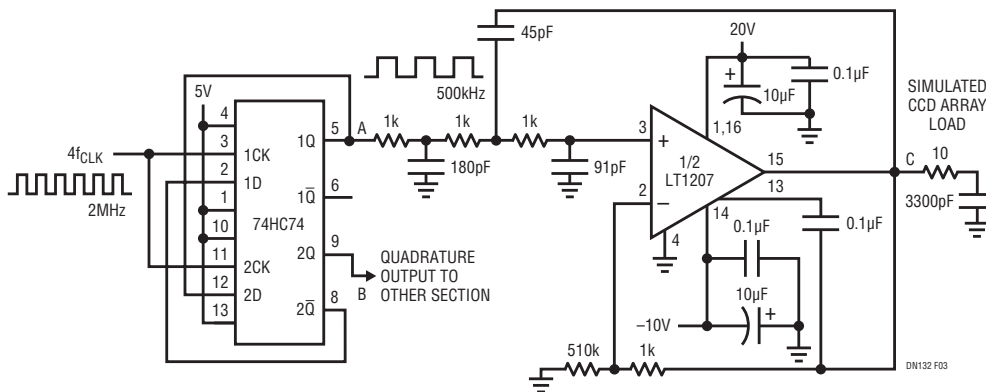 45pF
20V
500kHz
0.1µF
10µF
SIMULATED
CCD ARRAY
LOAD
5V
4
3
2
1
10
11
12
13
1CK
1D
2CK
2D
1Q
1Q̅
2Q
2Q̅
74HC74
5
6
9
8
4fCLK
2MHz
A
1k
1k
1k
180pF
91pF
3
+
2
−
1/2
LT1207
1,16
15
13
14
4
C
10
3300pF
0.1µF
0.1µF
QUADRATURE
OUTPUT TO
OTHER SECTION
B
10µF
+
+
−10V
510k
1k
DN132 F03